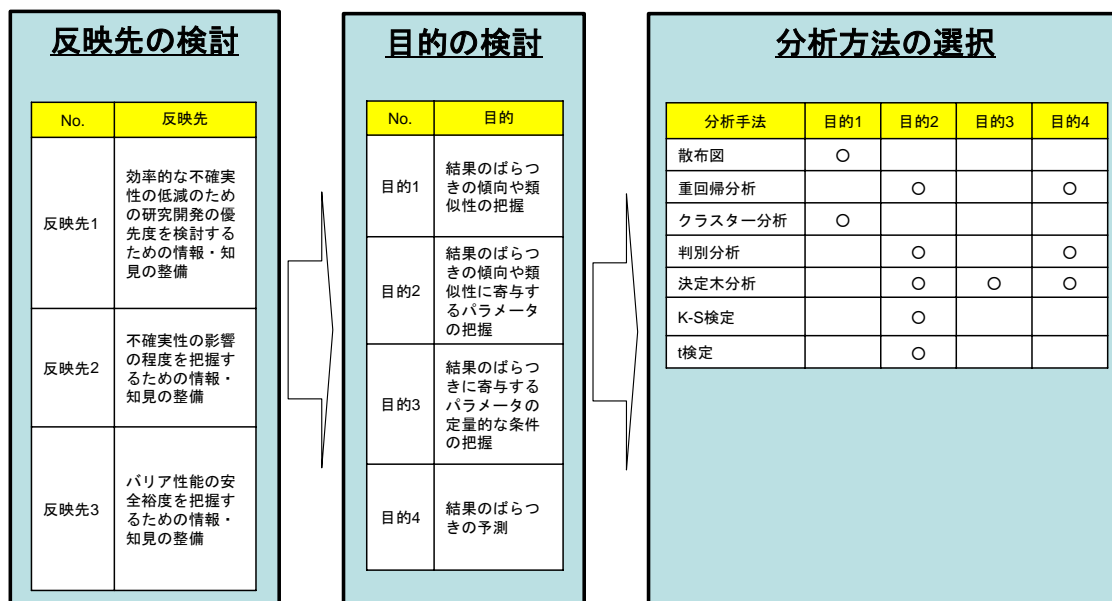 反映先の検討
No.
反映先
反映先1
効率的な不確実
性の低減のため
の研究開発の優
先度を検討する
ための情報・知
見の整備
反映先2
不確実性の影響
の程度を把握す
るための情報・
知見の整備
反映先3
バリア性能の安
全裕度を把握す
るための情報・
知見の整備
目的の検討
No.
目的
目的1
結果のばらつ
きの傾向や類
似性の把握
目的2
結果のばらつ
きの傾向や類
似性に寄与す
るパラメータ
の把握
目的3
結果のばらつ
きに寄与する
パラメータの
定量的な条件
の把握
目的4
結果のばらつ
きの予測
分析方法の選択
分析手法 目的1 目的2 目的3 目的4
散布図 ○
重回帰分析 ○ ○
クラスター分析 ○
判別分析 ○ ○
決定木分析 ○ ○ ○
K-S検定 ○
t検定 ○